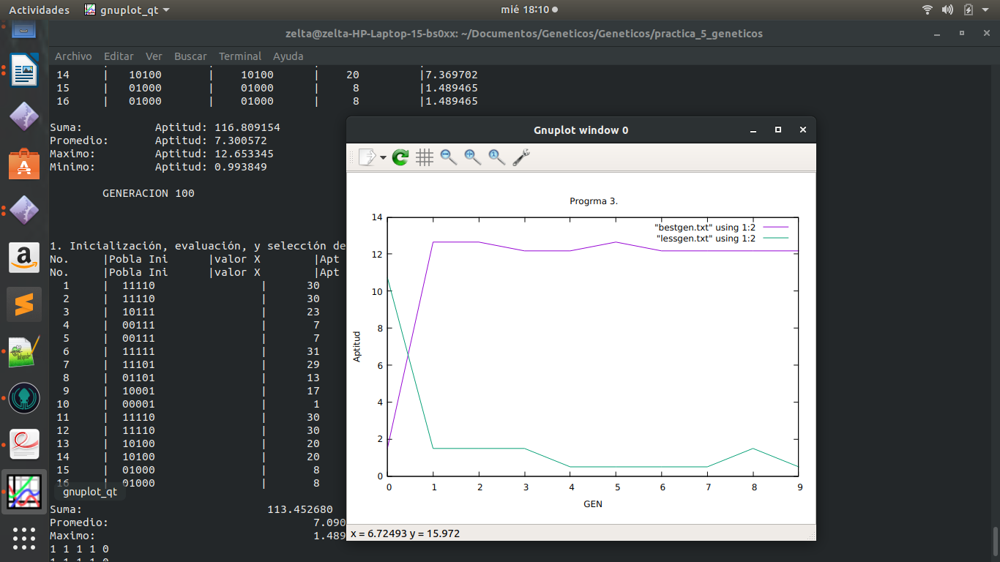 Actividades gnuplot_qt mié 18:10
zelta@zelta-HP-Laptop-15-bs0xx: ~/Documentos/Geneticos/Geneticos/practica_5_geneticos
Archivo Editar Ver Buscar Terminal Ayuda
14 | 10100 | 10100 | 20 |7.369702
15 | 01000 | 01000 | 8 |1.489465
16 | 01000 | 01000 | 8 |1.489465
Suma: Aptitud: 116.809154
Promedio: Aptitud: 7.300572
Maximo: Aptitud: 12.653345
Minimo: Aptitud: 0.993849
GENERACION 100
1. Inicialización, evaluación, y selección de
No. |Pobla Ini |valor X |Apt
No. |Pobla Ini |valor X |Apt
1 | 11110 | 30
2 | 11110 | 30
3 | 10111 | 23
4 | 00111 | 7
5 | 00111 | 7
6 | 11111 | 31
7 | 11101 | 29
8 | 01101 | 13
9 | 10001 | 17
10 | 00001 | 1
11 | 11110 | 30
12 | 11110 | 30
13 | 10100 | 20
14 | 10100 | 20
15 | 01000 | 8
16 | 01000 | 8
gnuplot_qt
Suma: 113.452680
Promedio: 7.090
Maximo: 1.489
1 1 1 1 0
1 1 1 1 0
Gnuplot window 0
Progrma 3.
"bestgen.txt" using 1:2
"lessgen.txt" using 1:2
14
12
10
8
6
4
2
0
Aptitud
0 1 2 3 4 5 6 7 8 9
GEN
x = 6.72493 y = 15.972